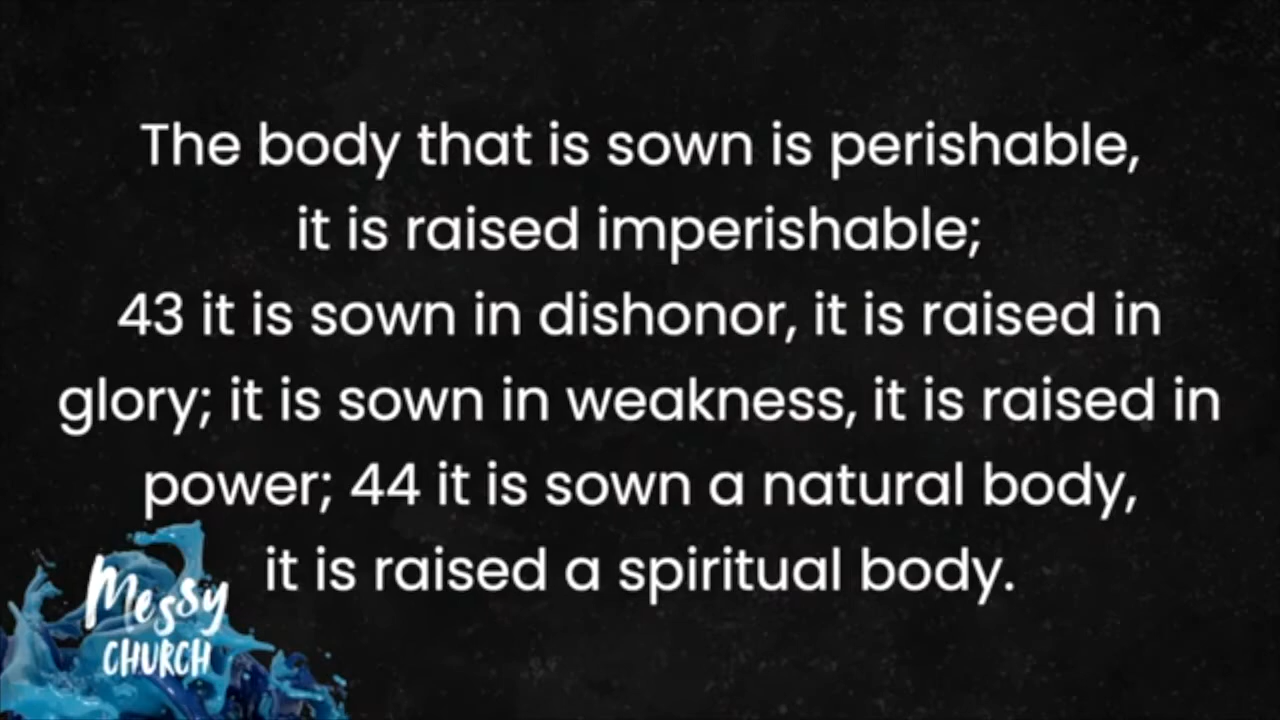 The body that is sown is perishable,
it is raised imperishable;
43 it is sown in dishonor, it is raised in
glory; it is sown in weakness, it is raised in
power; 44 it is sown a natural body,
it is raised a spiritual body.
Messy
CHURCH